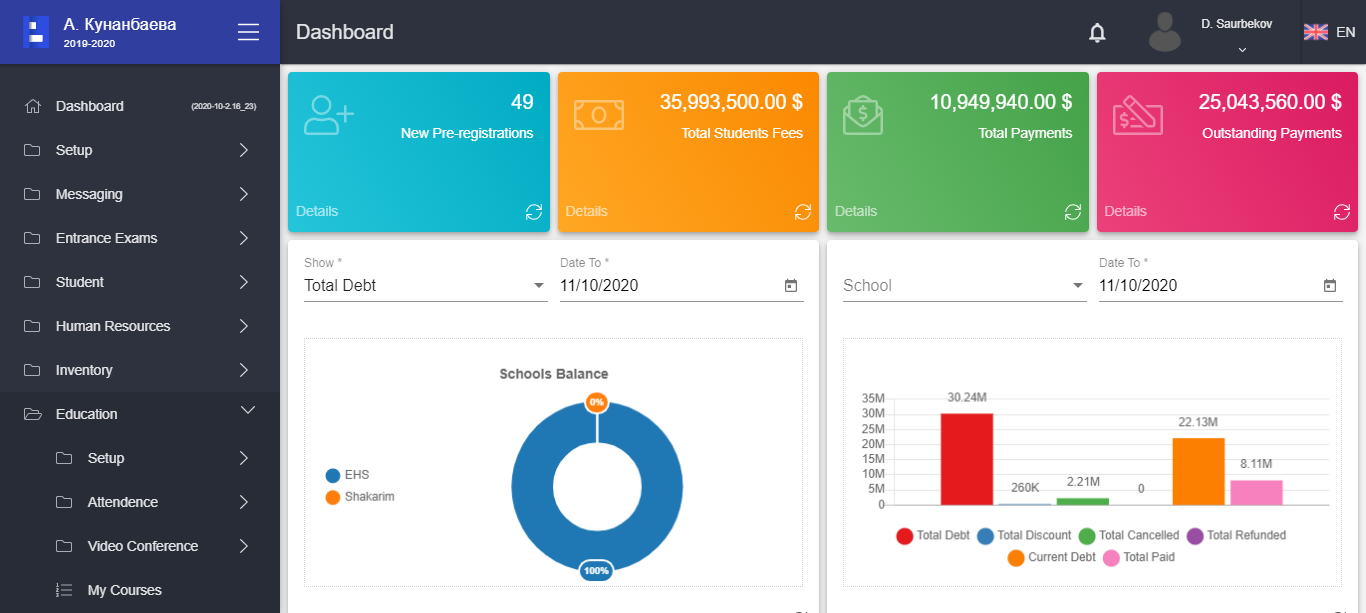 А. Кунанбаева
2019-2020
Dashboard
D. Saurbekov
EN
Dashboard (2020-10-2.16_23)
Setup
Messaging
Entrance Exams
Student
Human Resources
Inventory
Education
Setup
Attendence
Video Conference
My Courses
49
New Pre-registrations
Details
35,993,500.00 $
Total Students Fees
Details
10,949,940.00 $
Total Payments
Details
25,043,560.00 $
Outstanding Payments
Details
Show *
Total Debt
Date To *
11/10/2020
Schools Balance
0%
EHS
Shakarim
100%
School
Date To *
11/10/2020
35M
30M
25M
20M
15M
10M
5M
0
30.24M
260K
2.21M
0
22.13M
8.11M
Total Debt Total Discount Total Cancelled Total Refunded
Current Debt Total Paid